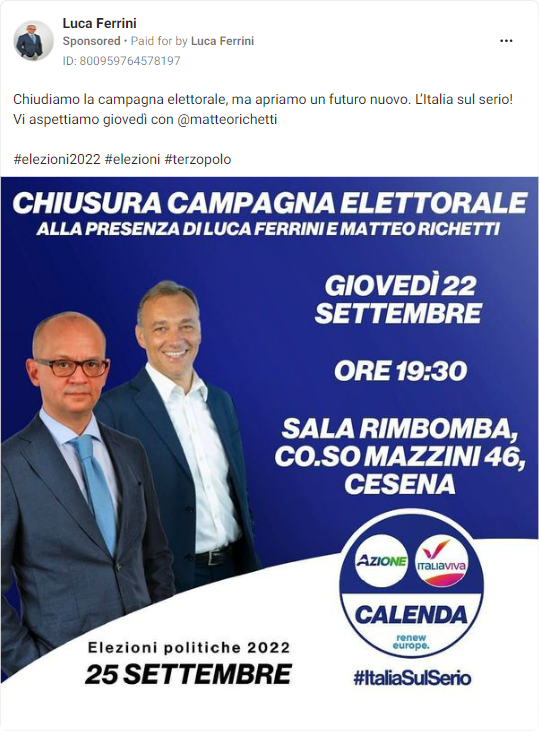 Luca Ferrini
Sponsored • Paid for by Luca Ferrini
ID: 800959764578197
Chiudiamo la campagna elettorale, ma apriamo un futuro nuovo. L’Italia sul serio!
Vi aspettiamo giovedì con @matteorichetti
#elezioni2022 #elezioni #terzopolo
CHIUSURA CAMPAGNA ELETTORALE
ALLA PRESENZA DI LUCA FERRINI E MATTEO RICHETTI
GIOVEDÌ 22
SETTEMBRE
ORE 19:30
SALA RIMBOMBA,
CO.SO MAZZINI 46,
CESENA
AZIONE
ITALIAVIVA
CALENDA
renew
europe.
Elezioni politiche 2022
25 SETTEMBRE
#ItaliaSulSerio